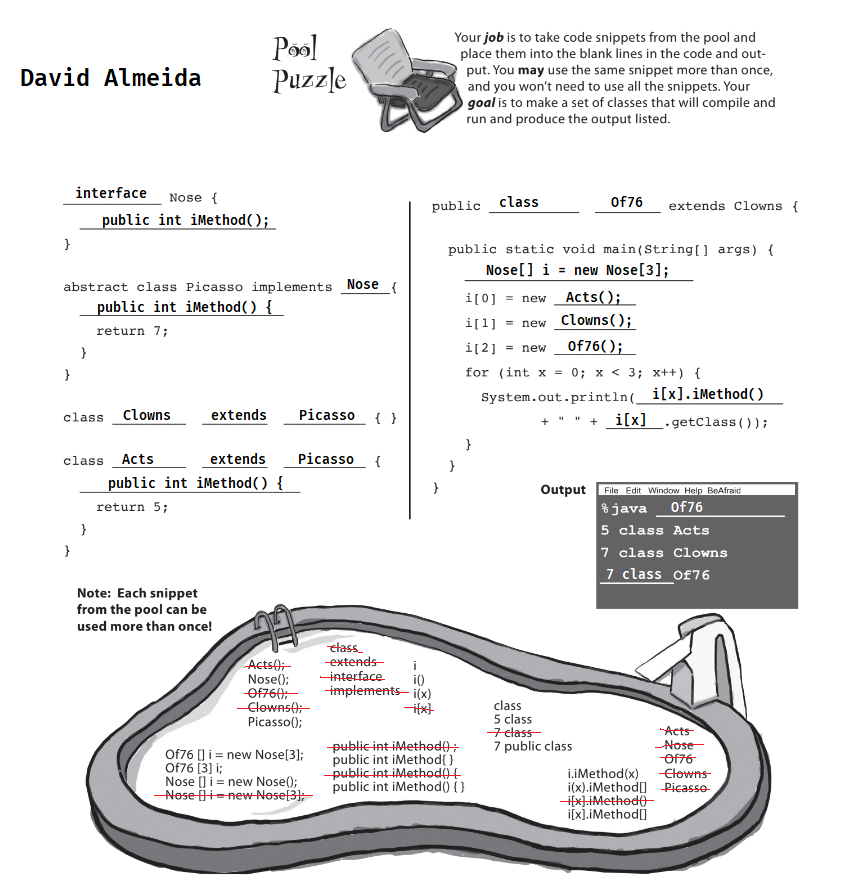 Pool
Puzzle
Your job is to take code snippets from the pool and
place them into the blank lines in the code and out-
put. You may use the same snippet more than once,
and you won't need to use all the snippets. Your
goal is to make a set of classes that will compile and
run and produce the output listed.
David Almeida
interface Nose {
public int iMethod();
}
abstract class Picasso implements Nose {
public int iMethod() {
return 7;
}
}
class Clowns extends Picasso { }
class Acts extends Picasso {
public int iMethod() {
return 5;
}
}
public class Of76 extends Clowns {
public static void main(String[] args) {
Nose[] i = new Nose[3];
i[0] = new Acts();
i[1] = new Clowns();
i[2] = new Of76();
for (int x = 0; x < 3; x++) {
System.out.println( i[x].iMethod()
+ " " + i[x] .getClass());
}
}
}
Output
File Edit Window Help BeAfraid
%java Of76
5 class Acts
7 class Clowns
7 class Of76
Note: Each snippet
from the pool can be
used more than once!
Acts();
Nose();
Of76();
Clowns();
Picasso();
class
extends
interface
implements
i
i()
i(x)
i[x]
class
5 class
7 class
7 public class
Acts
Nose
Of76
Clowns
Picasso
Of76 [] i = new Nose[3];
Of76 [3] i;
Nose [] i = new Nose();
Nose [] i = new Nose[3];
public int iMethod() ;
public int iMethod{ }
public int iMethod() {
public int iMethod() { }
i.iMethod(x)
i(x).iMethod[]
i[x].iMethod()
i[x].iMethod[]